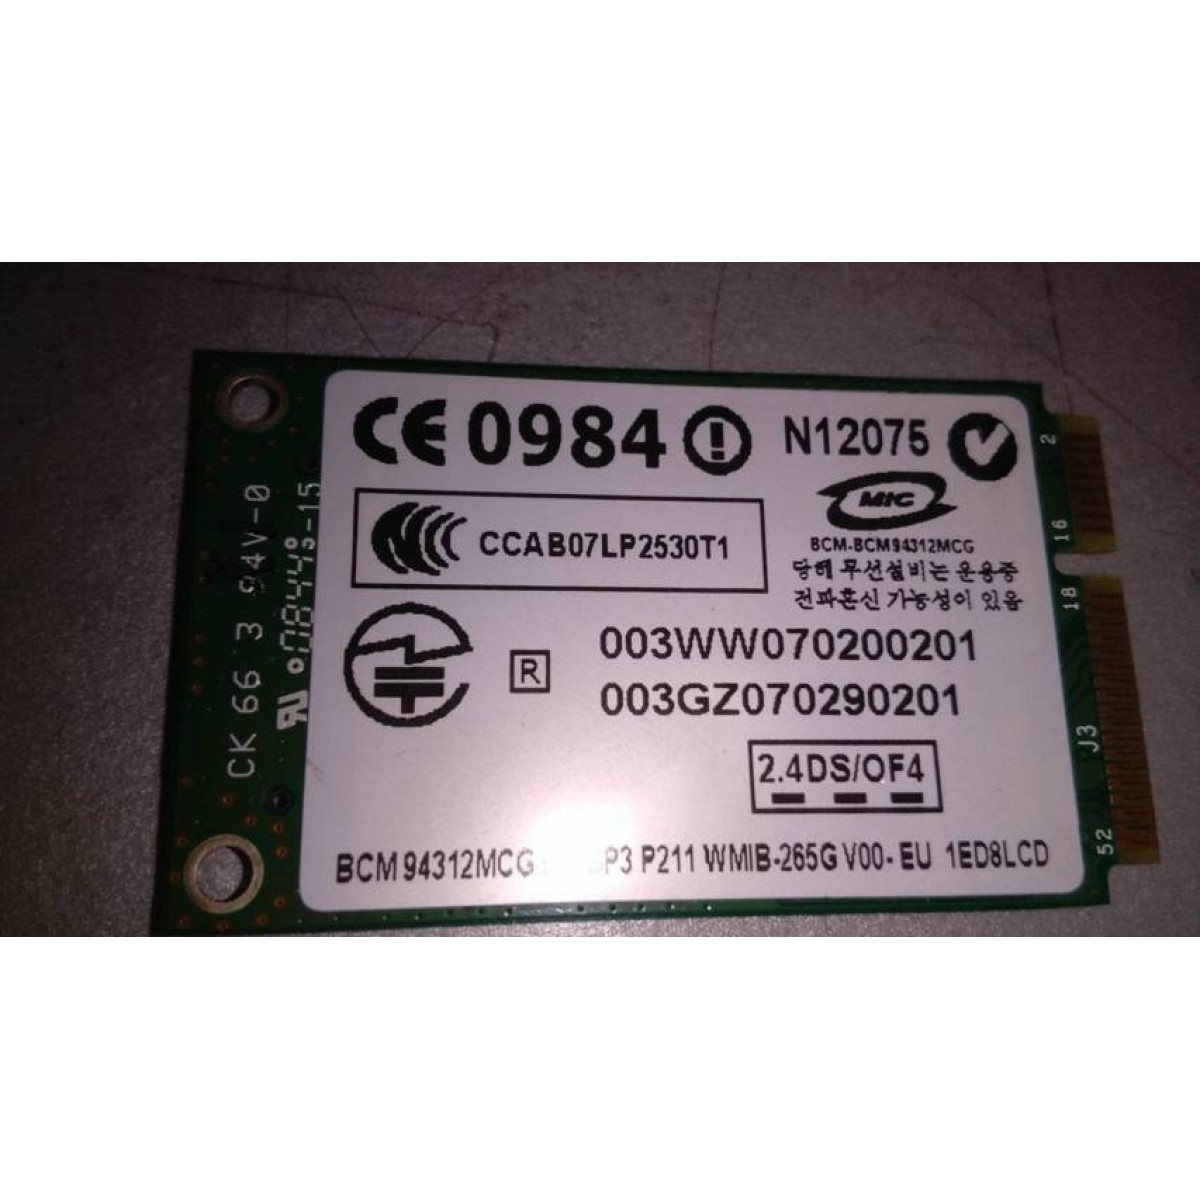 CE 0984 N12075
CCAB07LP2530T1
MIC
BCM-BCM94312MCG
당해 무선설비는 운용중
전파혼신 가능성이 있음
R
003WW070200201
003GZ070290201
2.4DS/OF4
BCM94312MCG P3 P211 WMIB-265G V00-EU 1ED8LCD
CK 66 3 94V-0
2
16
18
J3
52